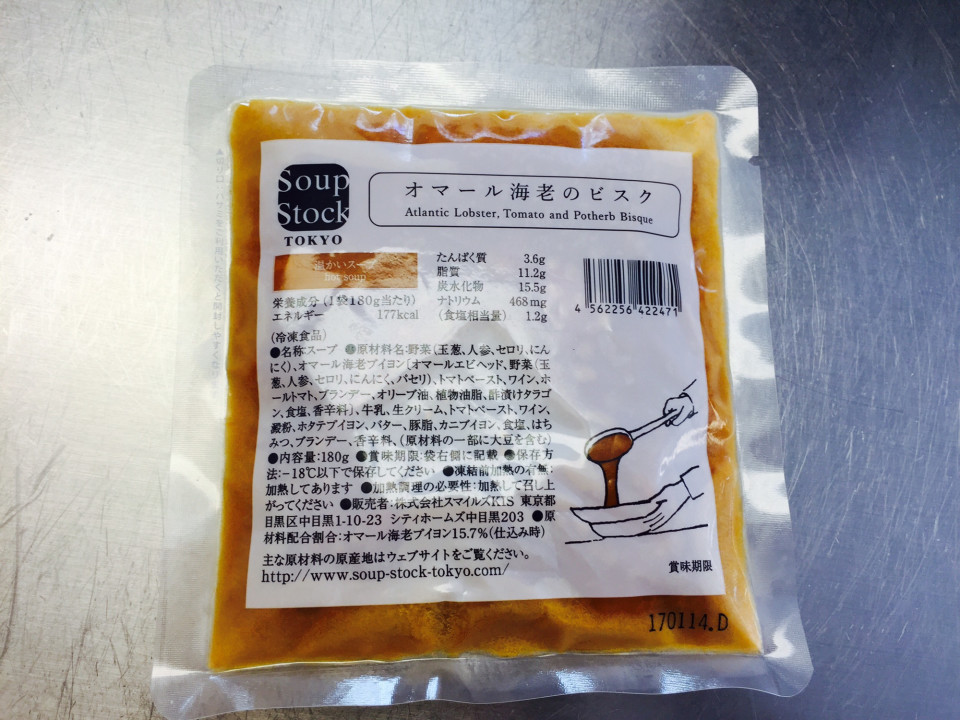 Soup
Stock
TOKYO
オマール海老のビスク
Atlantic Lobster, Tomato and Potherb Bisque
温かいスープ
hot soup
栄養成分 (1袋180g当たり)
エネルギー 177kcal
たんぱく質 3.6g
脂質 11.2g
炭水化物 15.5g
ナトリウム 468mg
(食塩相当量) 1.2g
4 562256 422471
(冷凍食品)
●名称:スープ ●原材料名:野菜(玉葱、人参、セロリ、にん
にく)、オマール海老ブイヨン〔オマールエビヘッド、野菜(玉
葱、人参、セロリ、にんにく、パセリ)、トマトペースト、ワイン、ホ
ールトマト、ブランデー、オリーブ油、植物油脂、酢漬けタラゴ
ン、食塩、香辛料〕、牛乳、生クリーム、トマトペースト、ワイン、
澱粉、ホタテブイヨン、バター、豚脂、カニブイヨン、食塩、はち
みつ、ブランデー、香辛料、(原材料の一部に大豆を含む)
●内容量:180g ●賞味期限:袋右側に記載 ●保存方
法:−18℃以下で保存してください ●凍結前加熱の有無:
加熱してあります ●加熱調理の必要性:加熱して召し上
がってください ●販売者:株式会社スマイルズKIS 東京都
目黒区中目黒1-10-23 シティホームズ中目黒203 ●原
材料配合割合:オマール海老ブイヨン15.7%(仕込み時)
主な原材料の原産地はウェブサイトをご覧ください。
http://www.soup-stock-tokyo.com/
賞味期限
170114.D